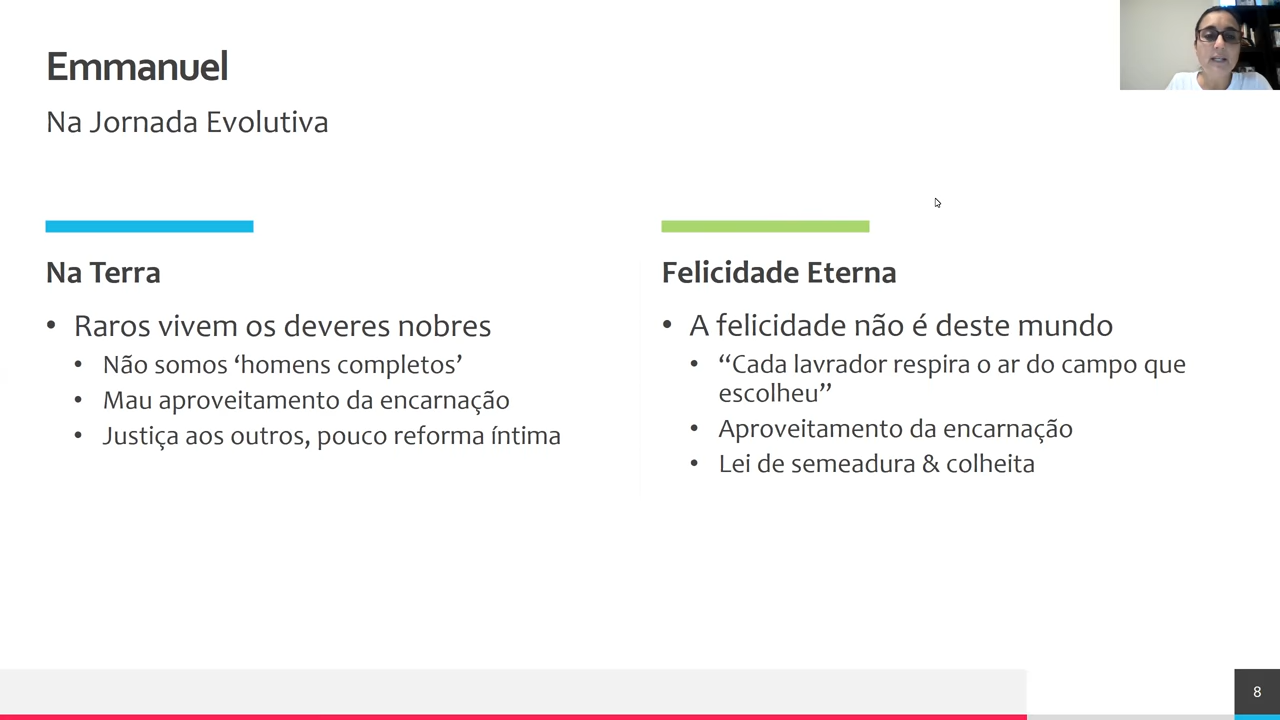 Emmanuel
Na Jornada Evolutiva
Na Terra
• Raros vivem os deveres nobres
• Não somos ‘homens completos’
• Mau aproveitamento da encarnação
• Justiça aos outros, pouco reforma íntima
Felicidade Eterna
• A felicidade não é deste mundo
• “Cada lavrador respira o ar do campo que
escolheu”
• Aproveitamento da encarnação
• Lei de semeadura & colheita
8